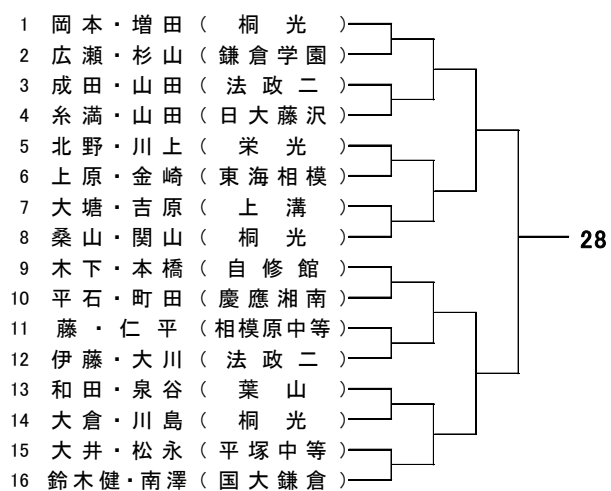 1 岡本・増田 ( 桐光 )
2 広瀬・杉山 ( 鎌倉学園 )
3 成田・山田 ( 法政二 )
4 糸満・山田 ( 日大藤沢 )
5 北野・川上 ( 栄光 )
6 上原・金崎 ( 東海相模 )
7 大塘・吉原 ( 上溝 )
8 桑山・関山 ( 桐光 )
28
9 木下・本橋 ( 自修館 )
10 平石・町田 ( 慶應湘南 )
11 藤・仁平 ( 相模原中等 )
12 伊藤・大川 ( 法政二 )
13 和田・泉谷 ( 葉山 )
14 大倉・川島 ( 桐光 )
15 大井・松永 ( 平塚中等 )
16 鈴木健・南澤 ( 国大鎌倉 )